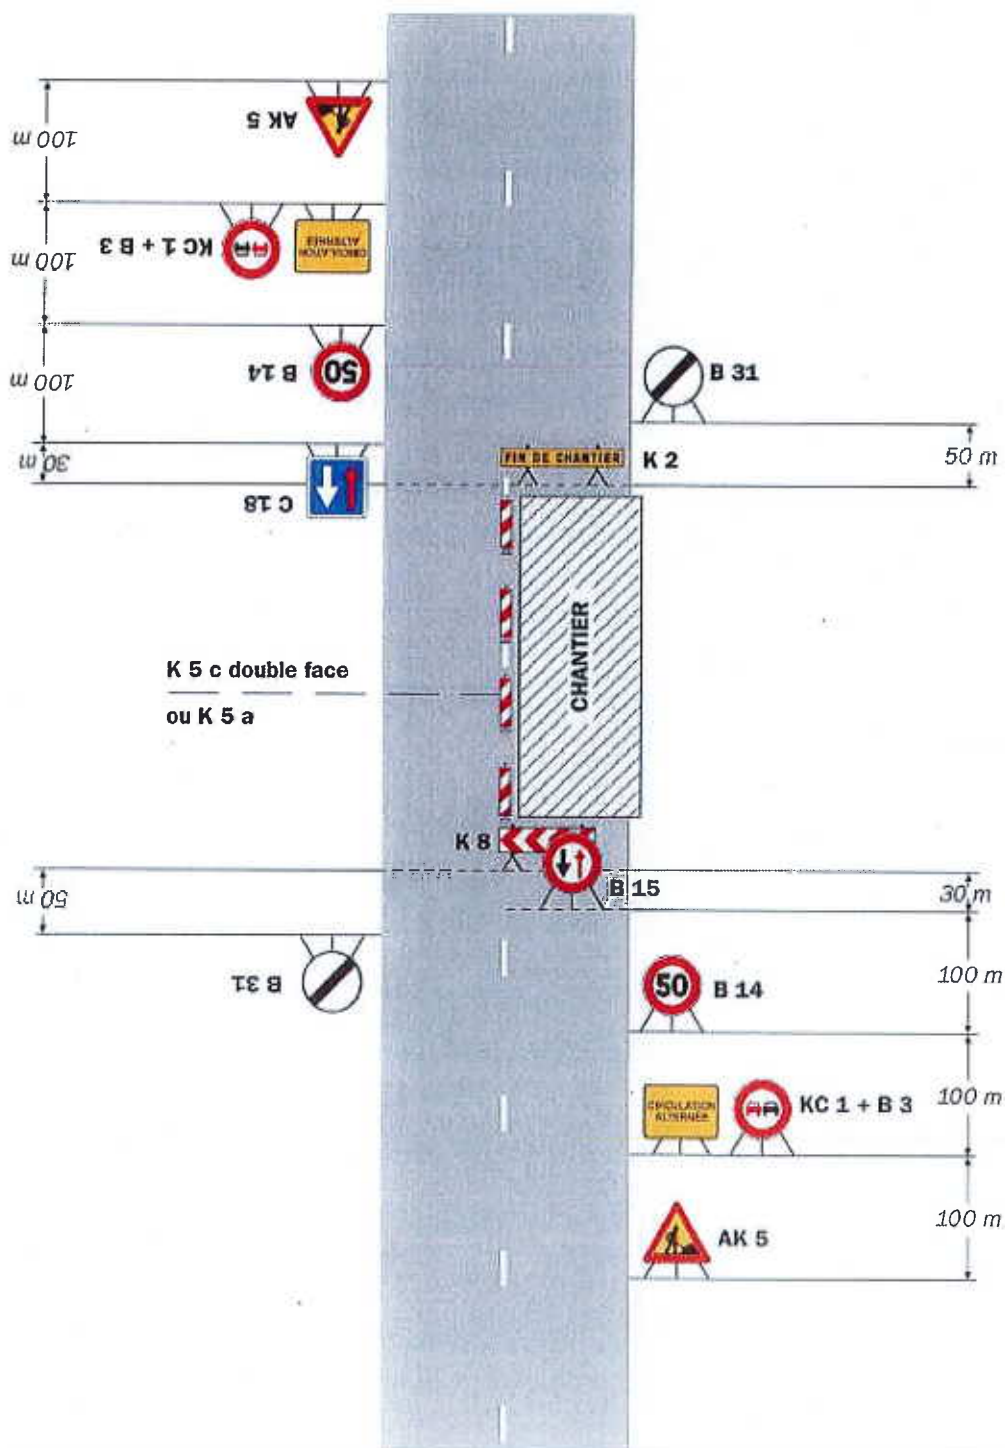 AK 5
100 m
KC 1 + B 3
CIRCULATION
ALTERNÉE
100 m
B 14
50
100 m
B 31
C 18
30 m
FIN DE CHANTIER
K 2
50 m
CHANTIER
K 5 c double face
ou K 5 a
K 8
B 15
30 m
50 m
B 31
50
B 14
100 m
CIRCULATION
ALTERNÉE
KC 1 + B 3
100 m
AK 5
100 m